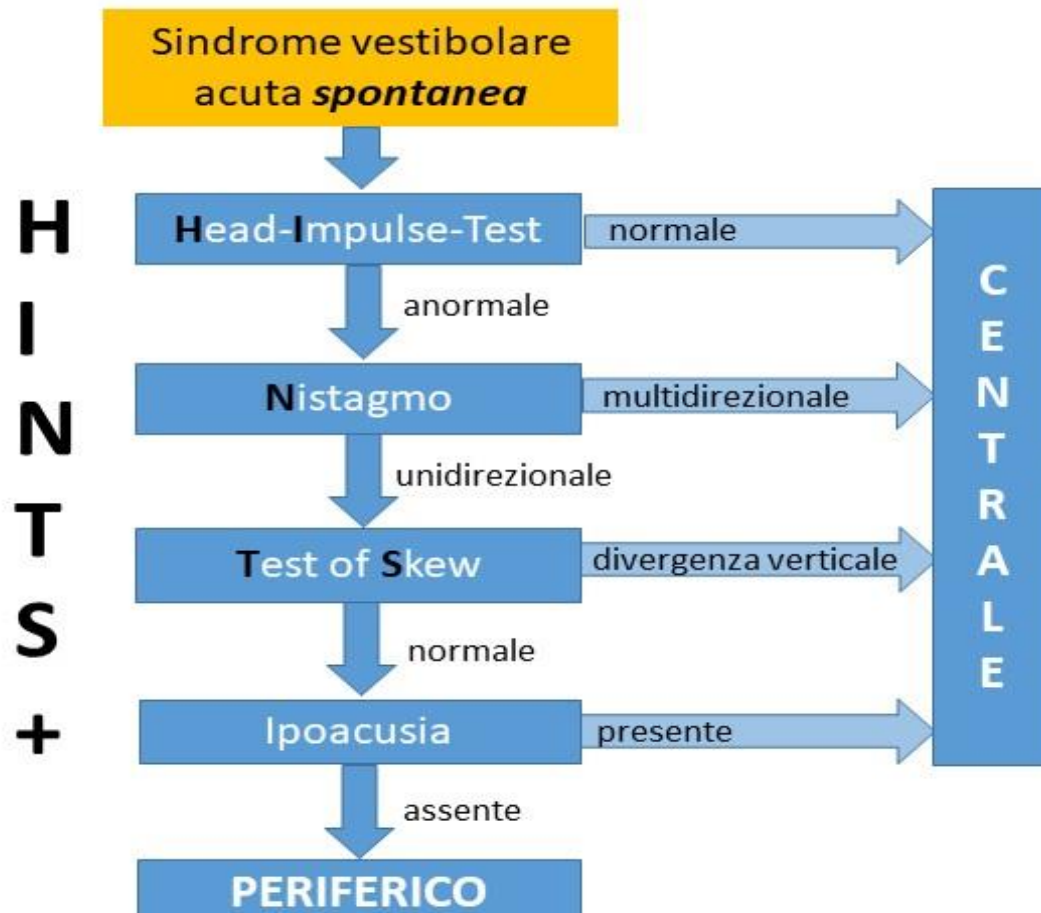 Sindrome vestibolare
acuta spontanea
H
I
N
T
S
+
Head-Impulse-Test
normale
anormale
Nistagmo
multidirezionale
unidirezionale
Test of Skew
divergenza verticale
normale
Ipoacusia
presente
assente
PERIFERICO
C
E
N
T
R
A
L
E